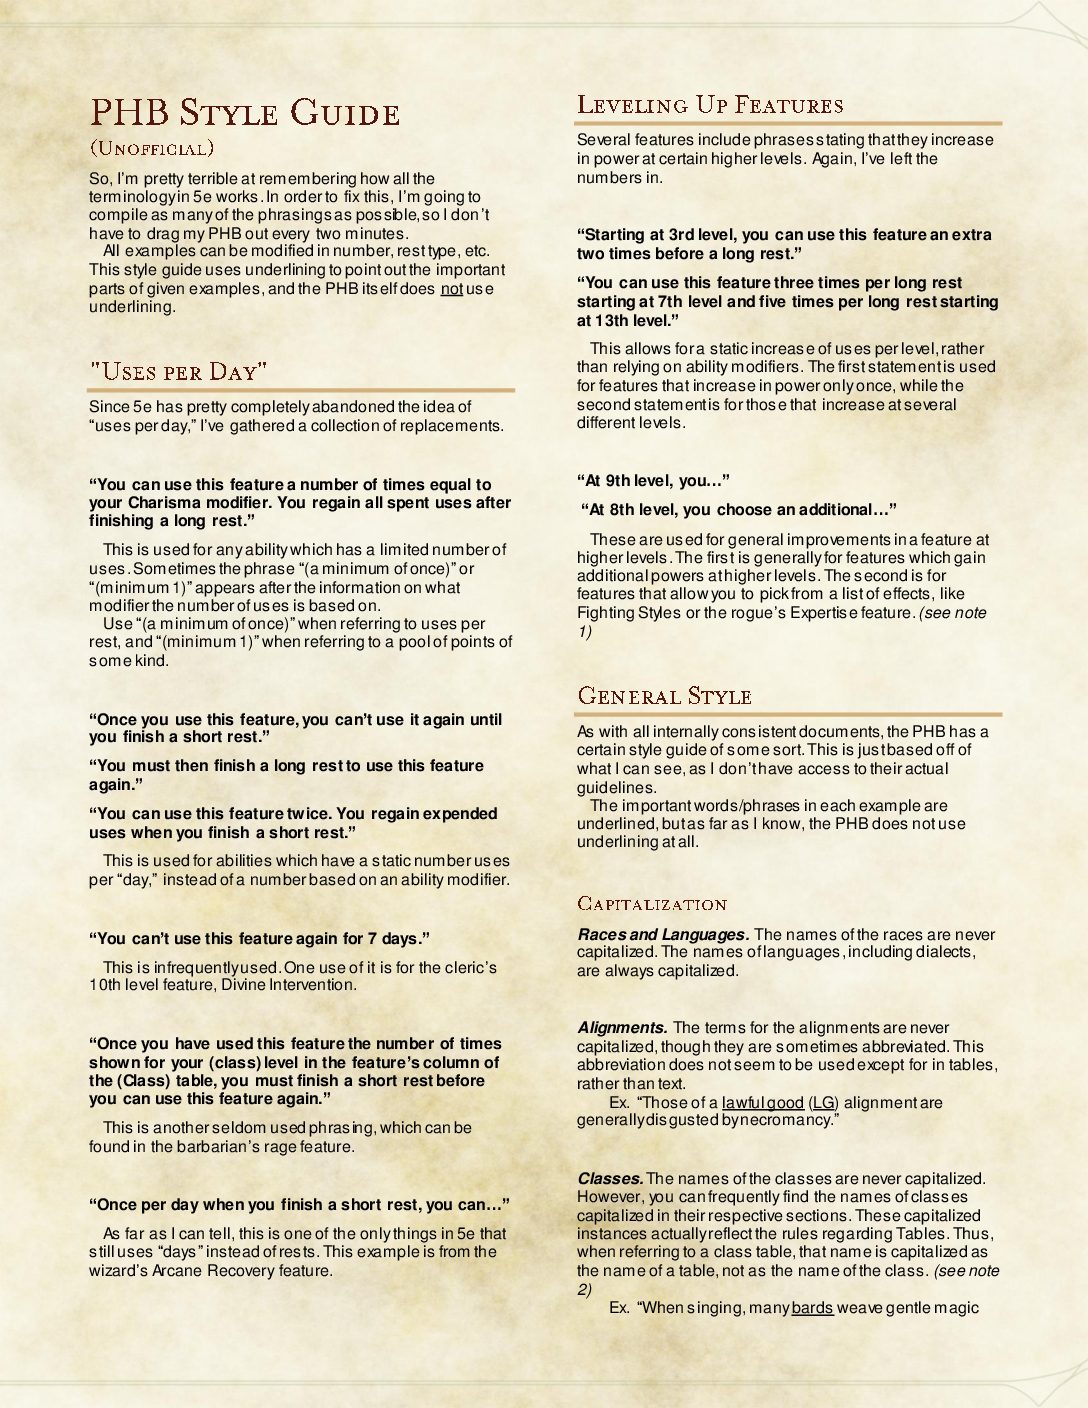 PHB Style Guide
(Unofficial)
So, I’m pretty terrible at remembering how all the
terminology in 5e works. In order to fix this, I’m going to
compile as many of the phrasings as possible, so I don’t
have to drag my PHB out every two minutes.
All examples can be modified in number, rest type, etc.
This style guide uses underlining to point out the important
parts of given examples, and the PHB itself does not use
underlining.
"Uses per Day"
Since 5e has pretty completely abandoned the idea of
“uses per day,” I’ve gathered a collection of replacements.
“You can use this feature a number of times equal to
your Charisma modifier. You regain all spent uses after
finishing a long rest.”
This is used for any ability which has a limited number of
uses. Sometimes the phrase “(a minimum of once)” or
“(minimum 1)” appears after the information on what
modifier the number of uses is based on.
Use “(a minimum of once)” when referring to uses per
rest, and “(minimum 1)” when referring to a pool of points of
some kind.
“Once you use this feature, you can’t use it again until
you finish a short rest.”
“You must then finish a long rest to use this feature
again.”
“You can use this feature twice. You regain expended
uses when you finish a short rest.”
This is used for abilities which have a static number uses
per “day,” instead of a number based on an ability modifier.
“You can’t use this feature again for 7 days.”
This is infrequently used. One use of it is for the cleric’s
10th level feature, Divine Intervention.
“Once you have used this feature the number of times
shown for your (class) level in the feature’s column of
the (Class) table, you must finish a short rest before
you can use this feature again.”
This is another seldom used phrasing, which can be
found in the barbarian’s rage feature.
“Once per day when you finish a short rest, you can…”
As far as I can tell, this is one of the only things in 5e that
still uses “days” instead of rests. This example is from the
wizard’s Arcane Recovery feature.
Leveling Up Features
Several features include phrases stating that they increase
in power at certain higher levels. Again, I’ve left the
numbers in.
“Starting at 3rd level, you can use this feature an extra
two times before a long rest.”
“You can use this feature three times per long rest
starting at 7th level and five times per long rest starting
at 13th level.”
This allows for a static increase of uses per level, rather
than relying on ability modifiers. The first statement is used
for features that increase in power only once, while the
second statement is for those that increase at several
different levels.
“At 9th level, you…”
“At 8th level, you choose an additional…”
These are used for general improvements in a feature at
higher levels. The first is generally for features which gain
additional powers at higher levels. The second is for
features that allow you to pick from a list of effects, like
Fighting Styles or the rogue’s Expertise feature. (see note
1)
General Style
As with all internally consistent documents, the PHB has a
certain style guide of some sort. This is just based off of
what I can see, as I don’t have access to their actual
guidelines.
The important words/phrases in each example are
underlined, but as far as I know, the PHB does not use
underlining at all.
Capitalization
Races and Languages. The names of the races are never
capitalized. The names of languages, including dialects,
are always capitalized.
Alignments. The terms for the alignments are never
capitalized, though they are sometimes abbreviated. This
abbreviation does not seem to be used except for in tables,
rather than text.
Ex. “Those of a lawful good (LG) alignment are
generally disgusted by necromancy.”
Classes. The names of the classes are never capitalized.
However, you can frequently find the names of classes
capitalized in their respective sections. These capitalized
instances actually reflect the rules regarding Tables. Thus,
when referring to a class table, that name is capitalized as
the name of a table, not as the name of the class. (see note
2)
Ex. “When singing, many bards weave gentle magic